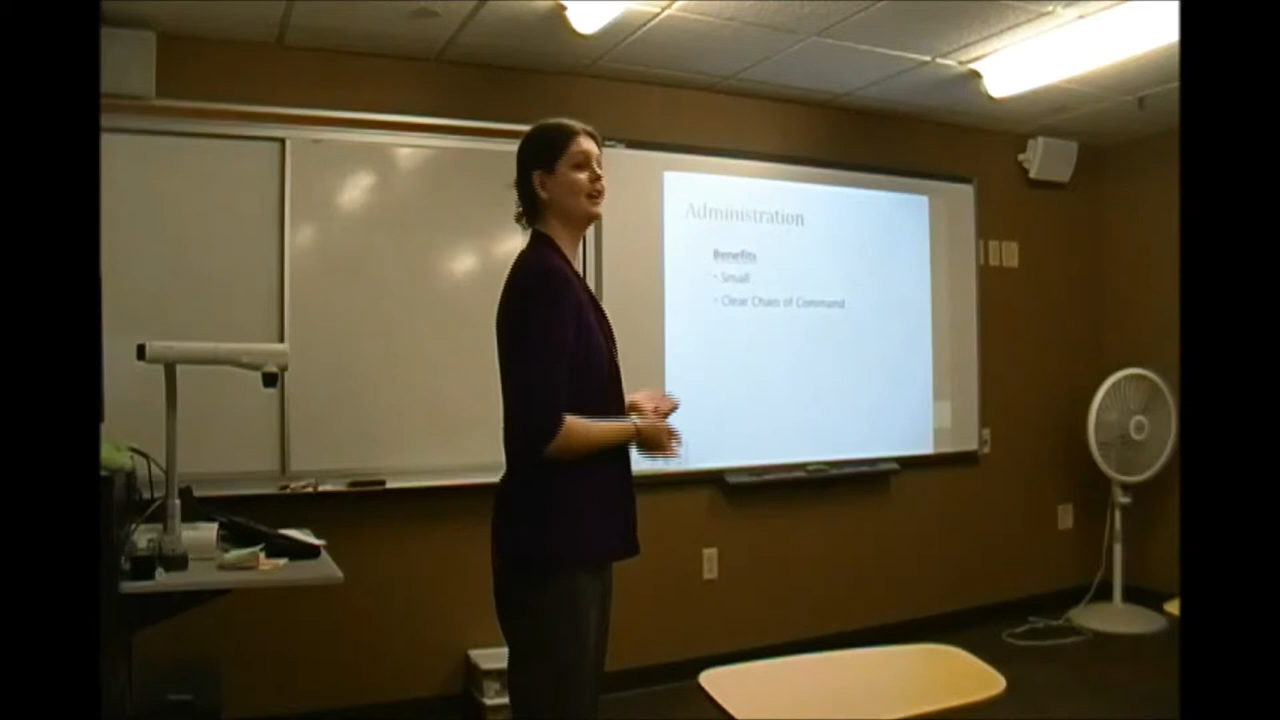 Administration
Benefits
• Small
• Clear Chain of Command